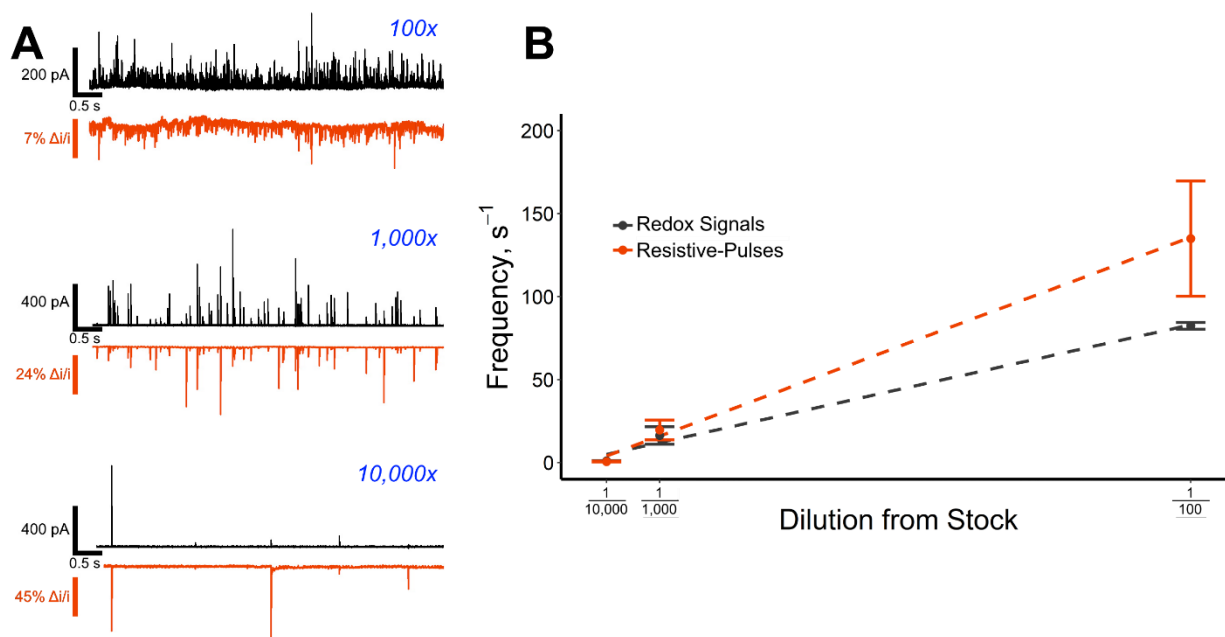 A
100x
200 pA
0.5 s
7% Δi/i
1,000x
400 pA
0.5 s
24% Δi/i
10,000x
400 pA
0.5 s
45% Δi/i
B
200
150
100
50
0
Frequency, s⁻¹
Redox Signals
Resistive-Pulses
1
10,000
1
1,000
1
100
Dilution from Stock